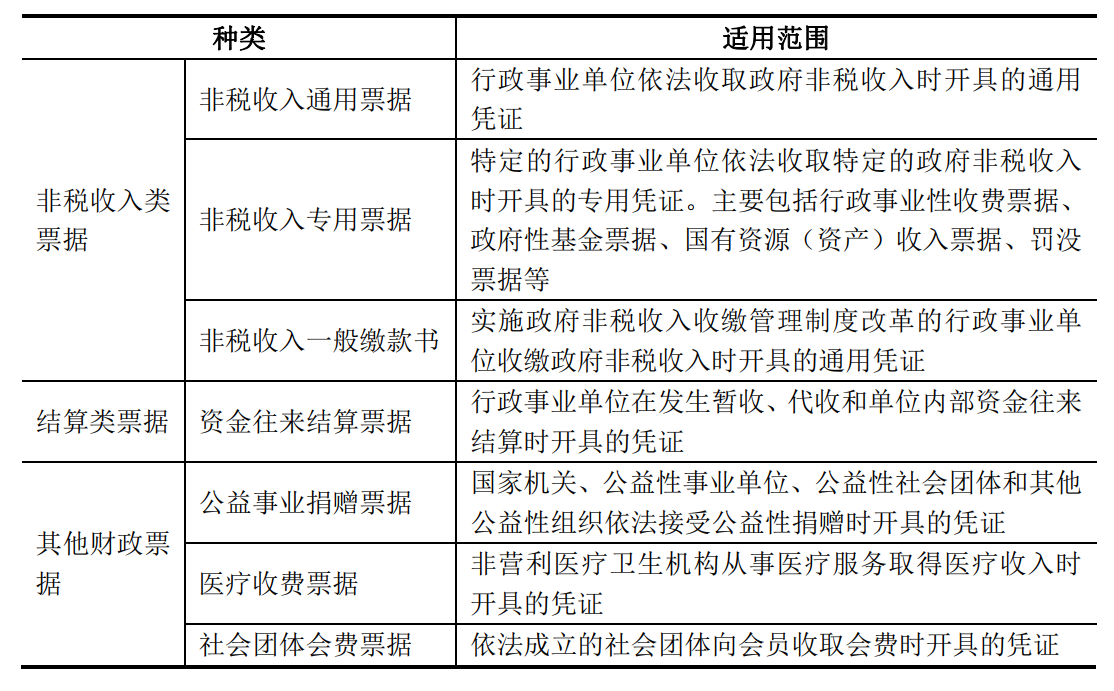 种类
适用范围
非税收入类
票据
非税收入通用票据
行政事业单位依法收取政府非税收入时开具的通用
凭证
非税收入专用票据
特定的行政事业单位依法收取特定的政府非税收入
时开具的专用凭证。主要包括行政事业性收费票据、
政府性基金票据、国有资源（资产）收入票据、罚没
票据等
非税收入一般缴款书
实施政府非税收入收缴管理制度改革的行政事业单
位收缴政府非税收入时开具的通用凭证
结算类票据
资金往来结算票据
行政事业单位在发生暂收、代收和单位内部资金往来
结算时开具的凭证
其他财政票
据
公益事业捐赠票据
国家机关、公益性事业单位、公益性社会团体和其他
公益性组织依法接受公益性捐赠时开具的凭证
医疗收费票据
非营利医疗卫生机构从事医疗服务取得医疗收入时
开具的凭证
社会团体会费票据
依法成立的社会团体向会员收取会费时开具的凭证